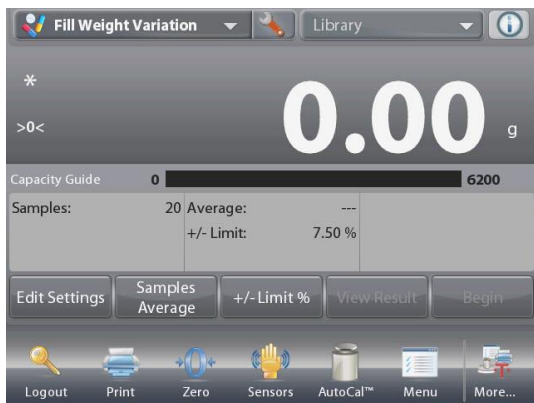 Fill Weight Variation
Library
*
>0<
0.00 g
Capacity Guide 0 6200
Samples: 20 Average: ---
+/- Limit: 7.50 %
Edit Settings
Samples
Average
+/- Limit %
View Result
Begin
Logout Print Zero Sensors AutoCal™ Menu More...